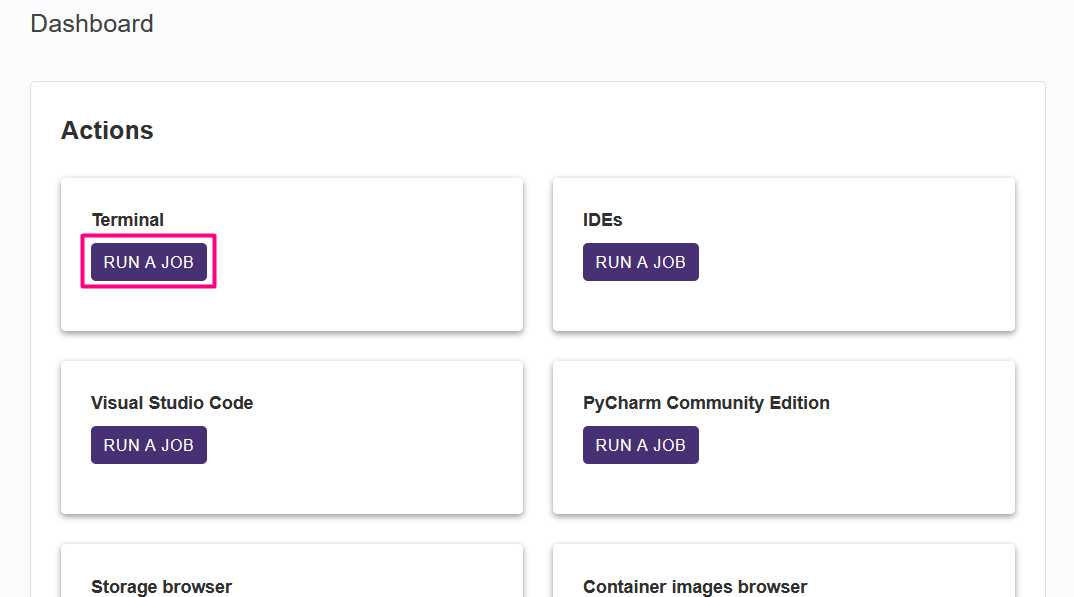 Dashboard
Actions
Terminal
RUN A JOB
IDEs
RUN A JOB
Visual Studio Code
RUN A JOB
PyCharm Community Edition
RUN A JOB
Storage browser
Container images browser